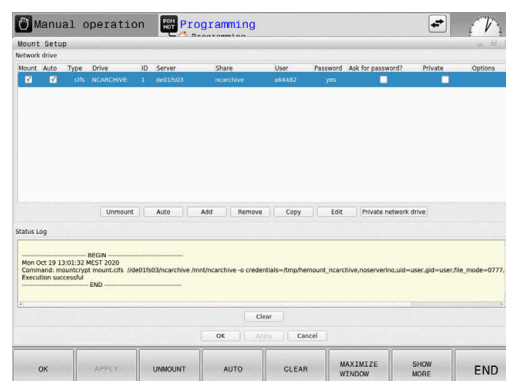 Manual operation
PGM
NOT
Programming
Programming
Mount Setup
Network drive
Mount Auto Type Drive ID Server Share User Password Ask for password? Private Options
cifs NCARCHIVE: 1 de01fs03 ncarchive a64482 yes
Unmount Auto Add Remove Copy Edit Private network drive
Status Log
------------------------ BEGIN ------------------------
Mon Oct 19 13:01:32 MEST 2020
Command: mountcrypt mount.cifs //de01fs03/ncarchive /mnt/ncarchive -o credentials=/tmp/hemount_ncarchive,noserverino,uid=user,gid=user,file_mode=0777,
Execution successful
------------------------ END ------------------------
Clear
OK Apply Cancel
OK APPLY UNMOUNT AUTO CLEAR MAXIMIZE WINDOW SHOW MORE END